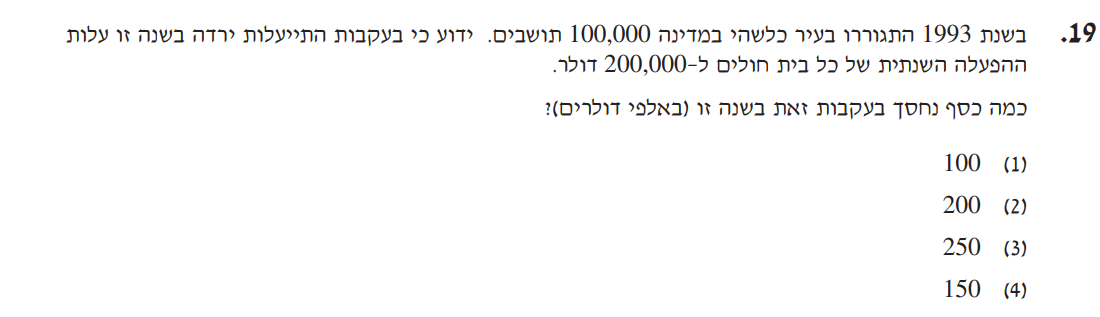 19. בשנת 1993 התגוררו בעיר כלשהי במדינה 100,000 תושבים. ידוע כי בעקבות התייעלות ירדה בשנה זו עלות
ההפעלה השנתית של כל בית חולים ל-200,000 דולר.
כמה כסף נחסך בעקבות זאת בשנה זו (באלפי דולרים)?
(1) 100
(2) 200
(3) 250
(4) 150